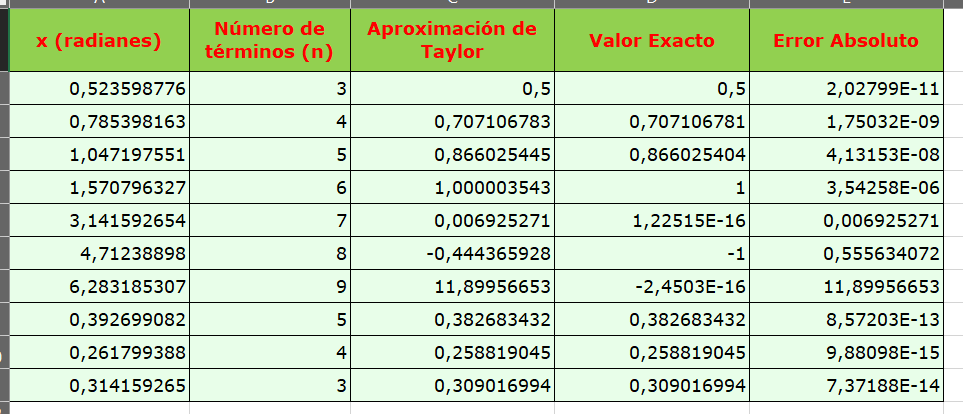 x (radianes) Número de términos (n) Aproximación de Taylor Valor Exacto Error Absoluto
0,523598776 3 0,5 0,5 2,02799E-11
0,785398163 4 0,707106783 0,707106781 1,75032E-09
1,047197551 5 0,866025445 0,866025404 4,13153E-08
1,570796327 6 1,000003543 1 3,54258E-06
3,141592654 7 0,006925271 1,22515E-16 0,006925271
4,71238898 8 -0,444365928 -1 0,555634072
6,283185307 9 11,89956653 -2,4503E-16 11,89956653
0,392699082 5 0,382683432 0,382683432 8,57203E-13
0,261799388 4 0,258819045 0,258819045 9,88098E-15
0,314159265 3 0,309016994 0,309016994 7,37188E-14